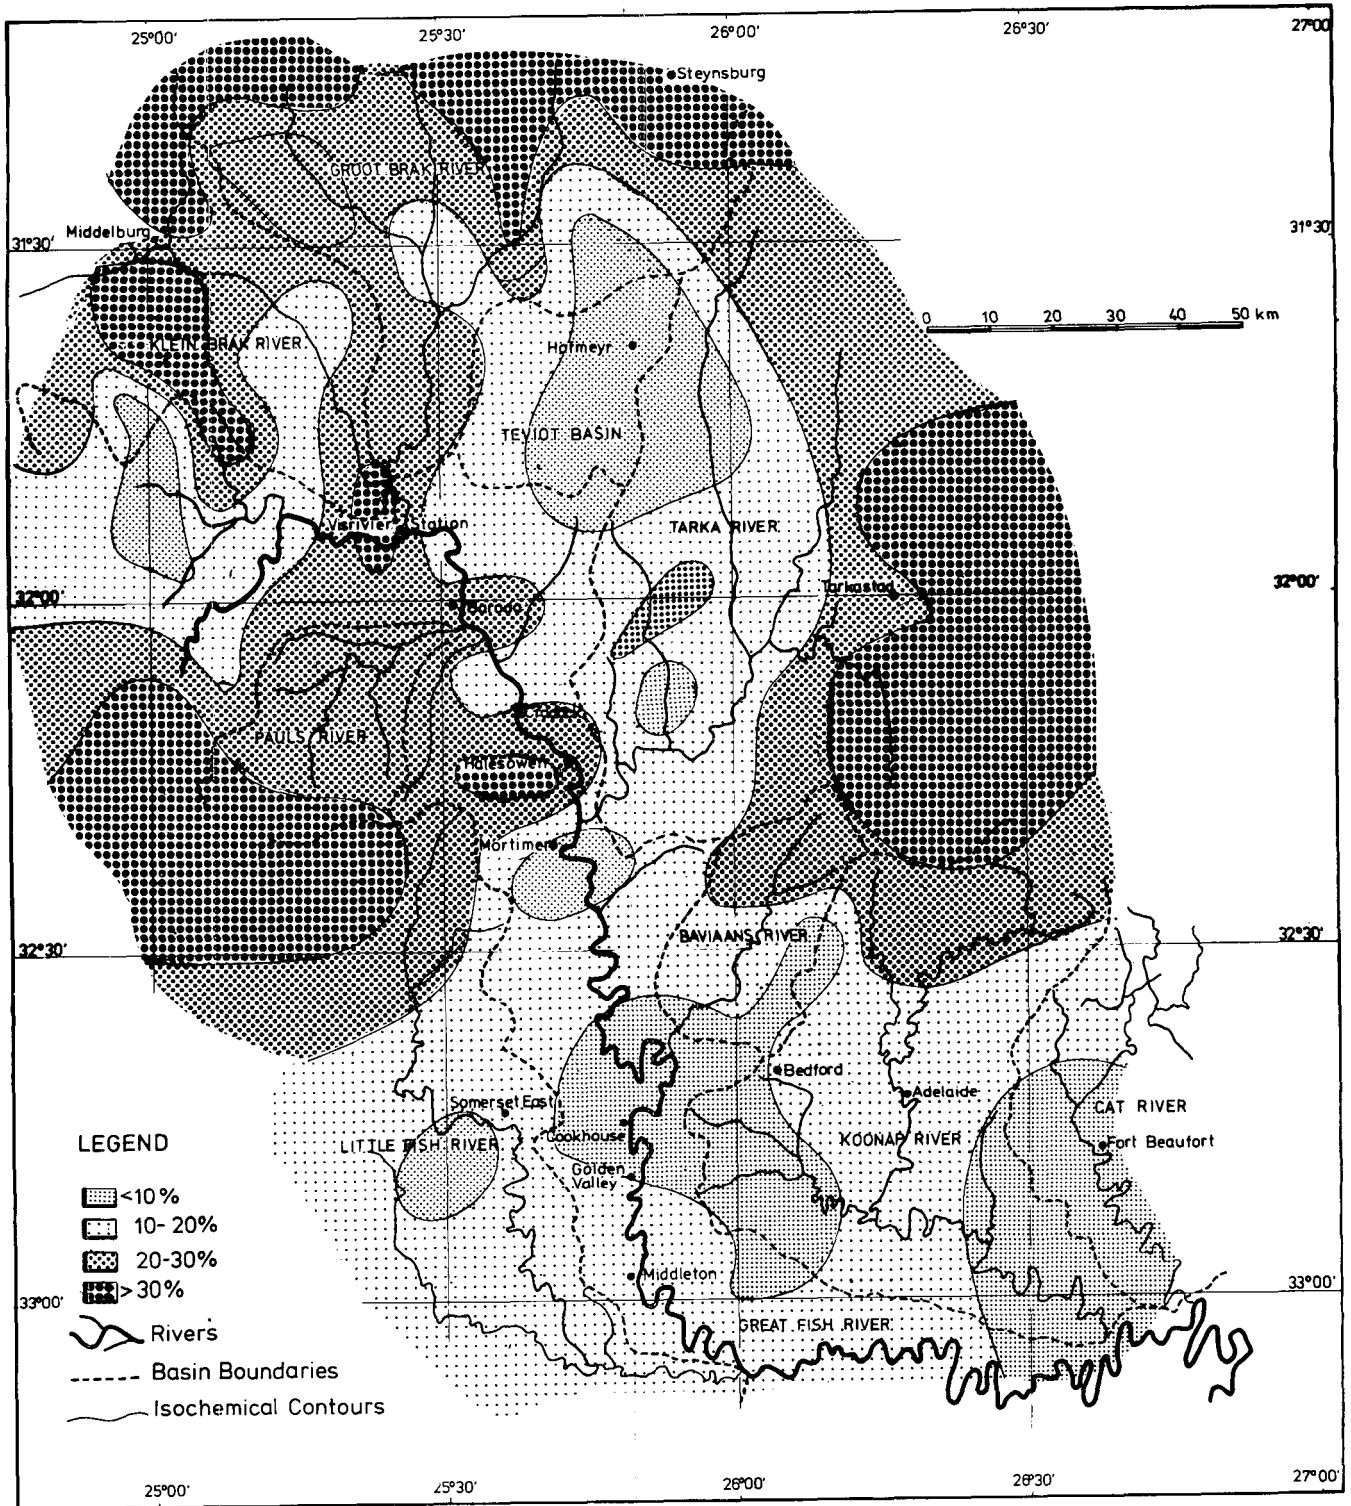 25°00' 25°30' 26°00' 26°30' 27°00'
Steynsburg
GROOT BRAK RIVER
Middelburg
31°30' 31°30'
0 10 20 30 40 50 km
KLEIN BRAK RIVER
Hofmeyr
TEVIOT BASIN
Visrivier Station
TARKA RIVER
32°00' 32°00'
Tarkastad
Baroda
Cradock
PAULS RIVER
Halesowen
Mortimer
BAVIAANS RIVER
32°30' 32°30'
Bedford
Adelaide
Somerset East
CAT RIVER
LITTLE FISH RIVER
Cookhouse
KOONAP RIVER
Fort Beaufort
Golden
Valley
Middleton
33°00' 33°00'
GREAT FISH RIVER
LEGEND
<10%
10-20%
20-30%
>30%
Rivers
Basin Boundaries
Isochemical Contours
25°00' 25°30' 26°00' 26°30' 27°00'